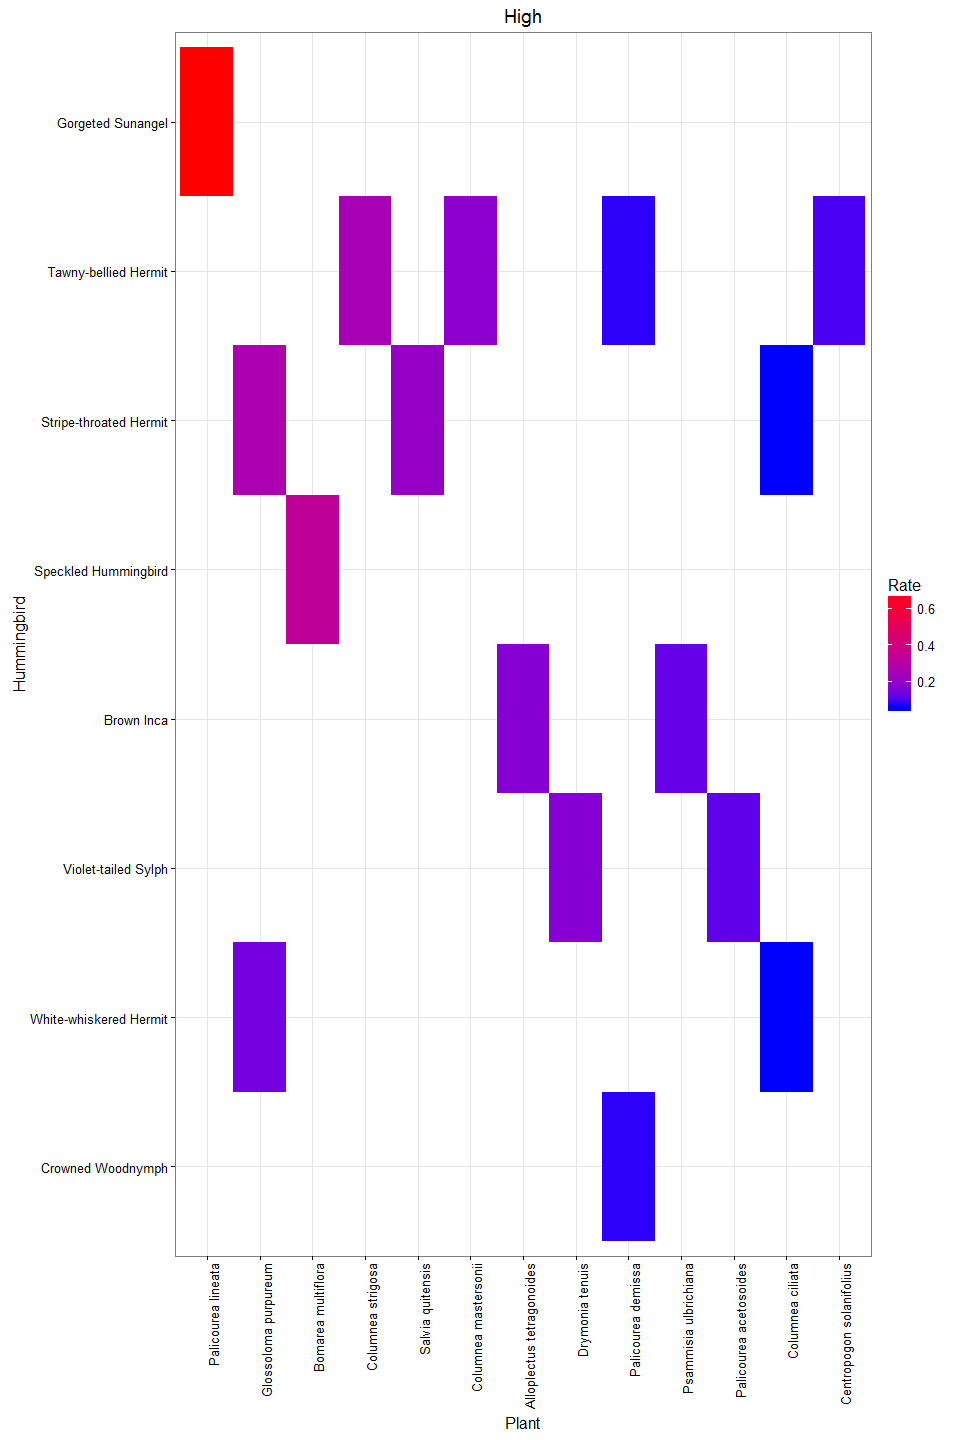 High
Gorgeted Sunangel
Tawny-bellied Hermit
Stripe-throated Hermit
Speckled Hummingbird
Brown Inca
Violet-tailed Sylph
White-whiskered Hermit
Crowned Woodnymph
Hummingbird
Palicourea lineata
Glossoloma purpureum
Bomarea multiflora
Columnea strigosa
Salvia quitensis
Columnea mastersonii
Alloplectus tetragonoides
Drymonia tenuis
Palicourea demissa
Psammisia ulbrichiana
Palicourea acetosoides
Columnea ciliata
Centropogon solanifolius
Plant
Rate
0.6
0.4
0.2